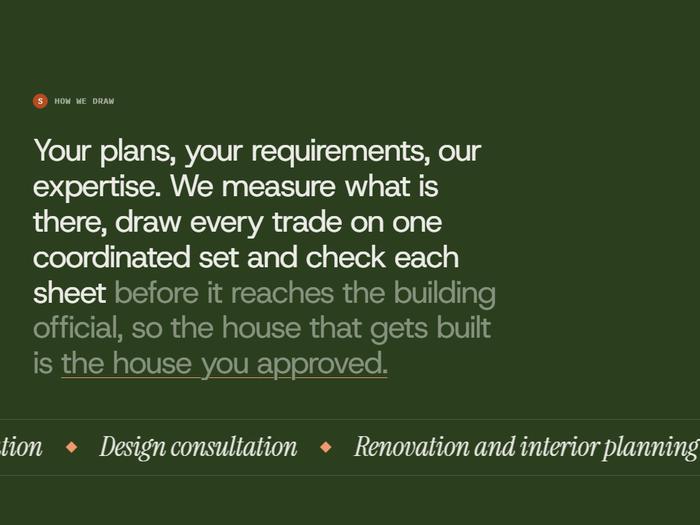 S HOW WE DRAW
Your plans, your requirements, our
expertise. We measure what is
there, draw every trade on one
coordinated set and check each
sheet before it reaches the building
official, so the house that gets built
is the house you approved.
tion ◆ Design consultation ◆ Renovation and interior planning